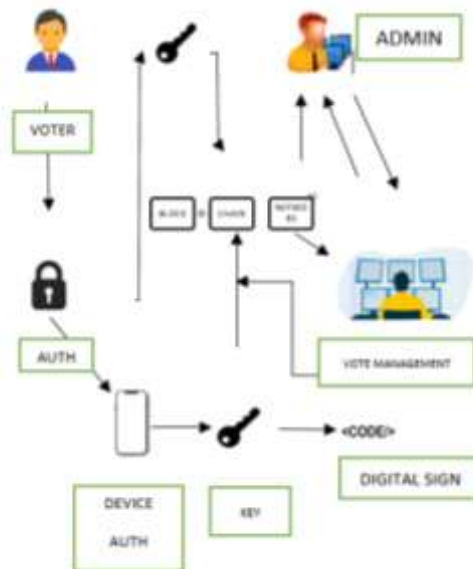 ADMIN
VOTER
BLOCK
CHAIN
AUTH
VOTE MANAGEMENT
<CODE/>
DIGITAL SIGN
DEVICE
KEY
AUTH